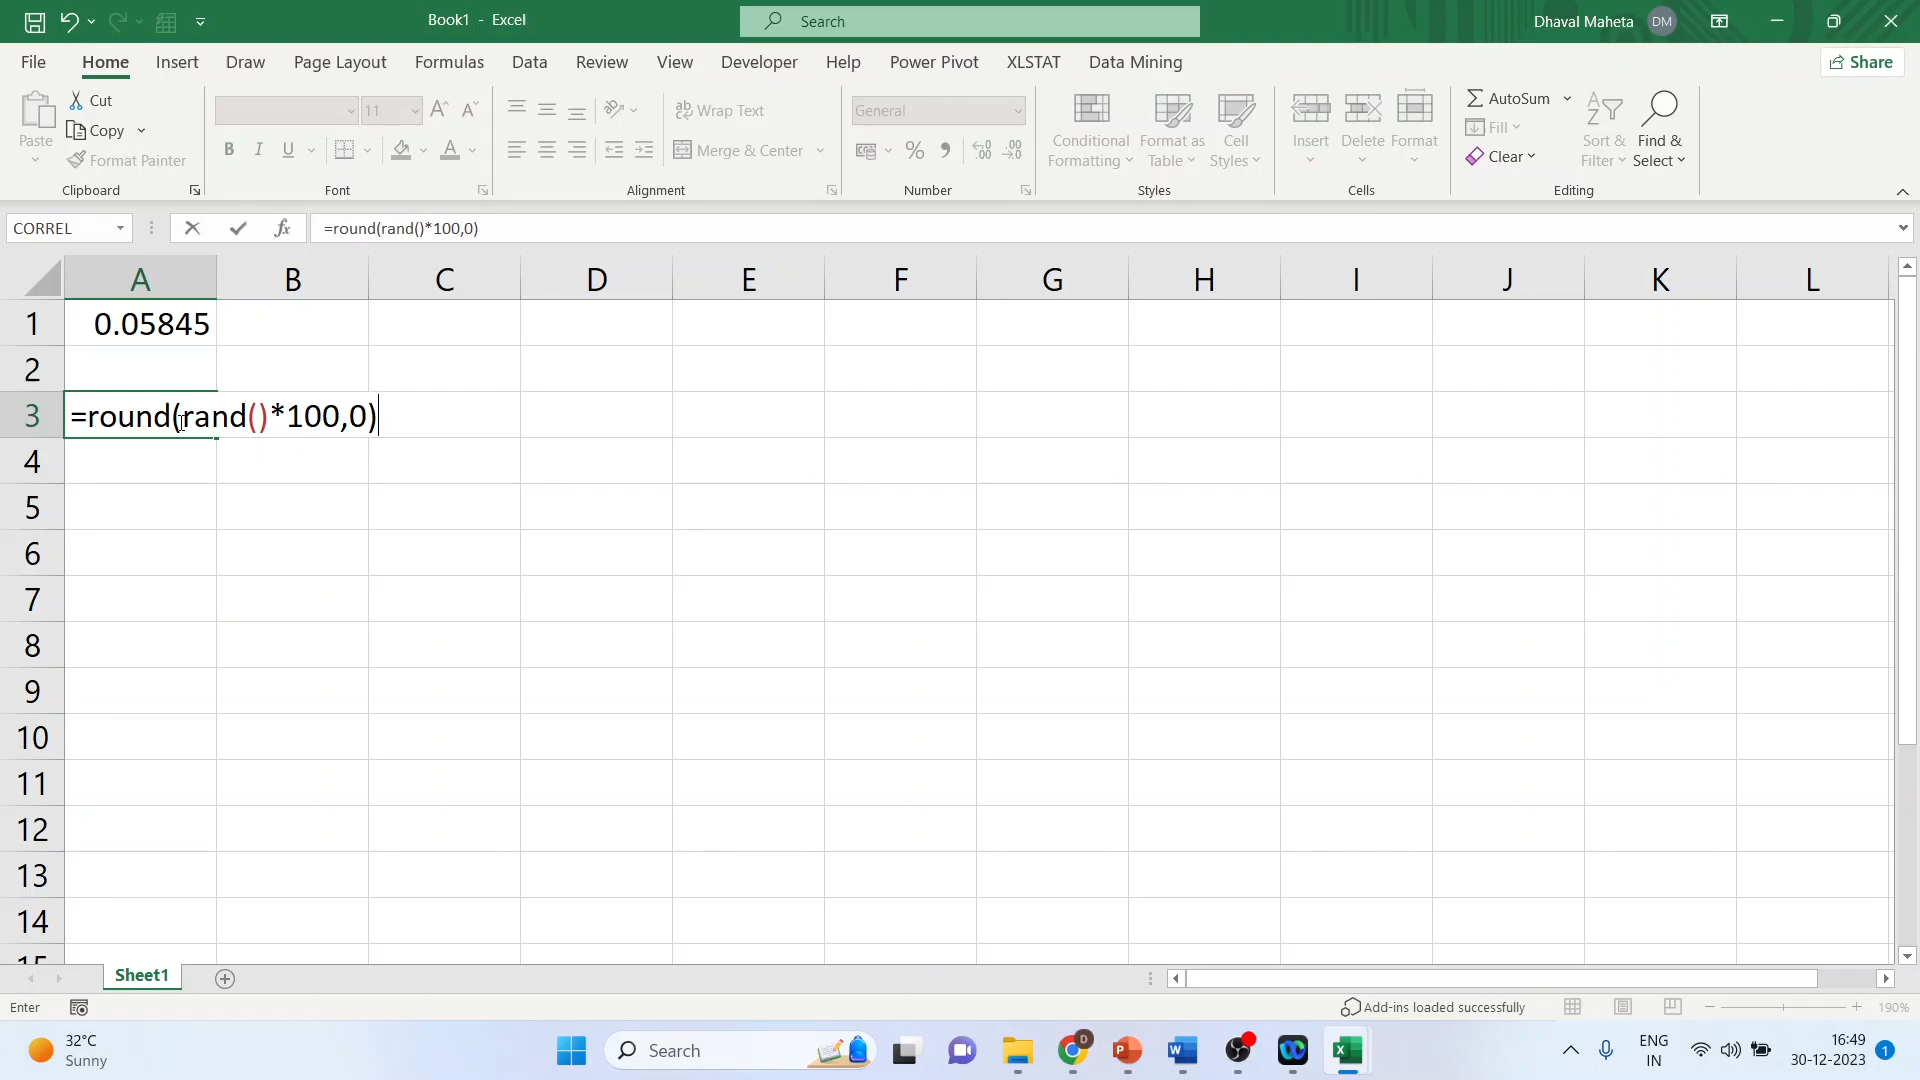 Book1 - Excel
Search
Dhaval Maheta DM
File Home Insert Draw Page Layout Formulas Data Review View Developer Help Power Pivot XLSTAT Data Mining
Share
Paste
Cut
Copy
Format Painter
Clipboard
11
B I U
Font
Wrap Text
Merge & Center
Alignment
General
Number
Conditional Formatting
Format as Table
Cell Styles
Styles
Insert
Delete
Format
Cells
AutoSum
Fill
Clear
Sort & Filter
Find & Select
Editing
CORREL
fx
=round(rand()*100,0)
A B C D E F G H I J K L
1 0.05845
2
3 =round(rand()*100,0)
4
5
6
7
8
9
10
11
12
13
14
15
Sheet1
Enter
Add-ins loaded successfully
190%
32°C
Sunny
Search
ENG
IN
16:49
30-12-2023
1